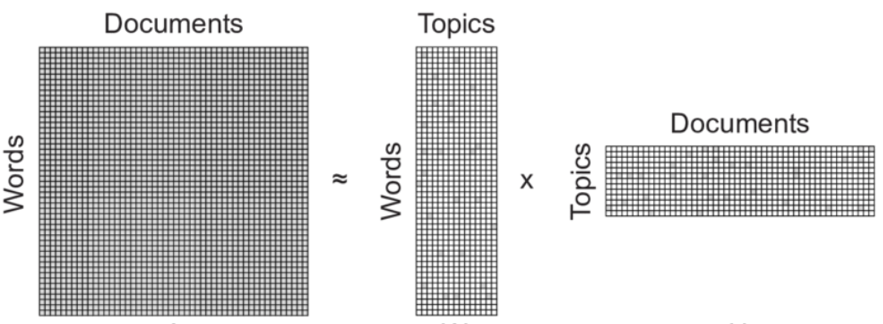 Documents
Words
≈
Topics
Words
x
Documents
Topics